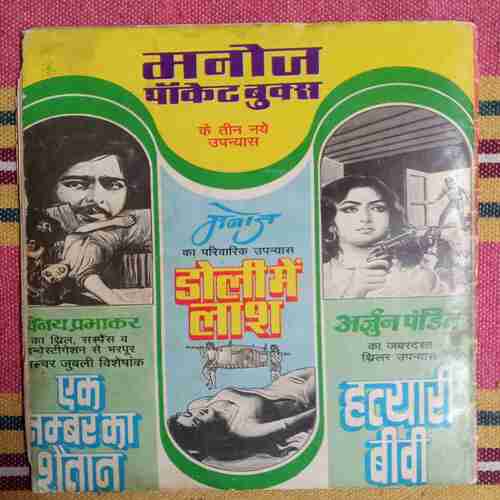 मनोज
पॉकेट बुक्स
के तीन नये
उपन्यास
मनोज
का परिवारिक उपन्यास
डोली में
लाश
विनय प्रभाकर
का थ्रिल, सस्पैंस व
इन्वेस्टीगेशन से भरपूर
सिल्वर जुबली विशेषांक
एक
नम्बर का
शैतान
अर्जुन पंडित
का जबरदस्त
थ्रिलर उपन्यास
हत्यारी
बीवी